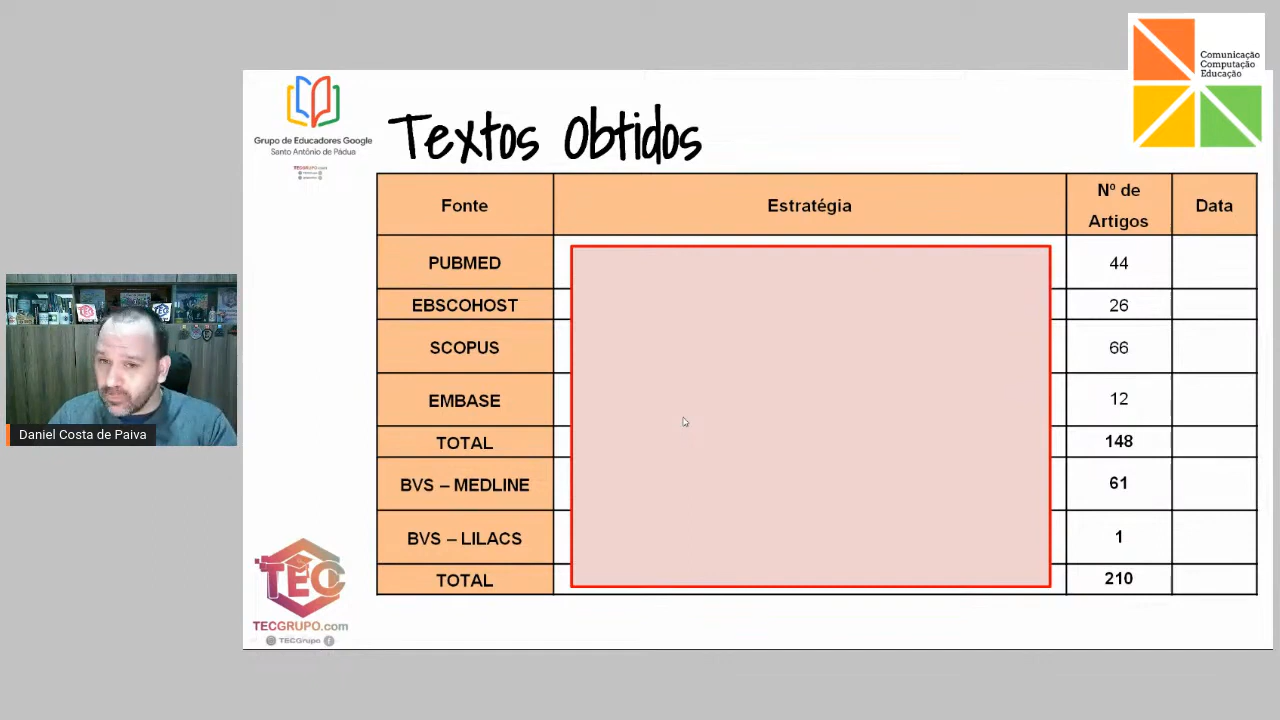 Comunicação
Computação
Educação
Grupo de Educadores Google
Santo Antônio de Pádua
Textos Obtidos
Fonte
Estratégia
Nº de
Artigos
Data
PUBMED
44
EBSCOHOST
26
SCOPUS
66
EMBASE
12
TOTAL
148
BVS – MEDLINE
61
BVS – LILACS
1
TOTAL
210
Daniel Costa de Paiva
TEC
TECGRUPO.com
TECGrupo